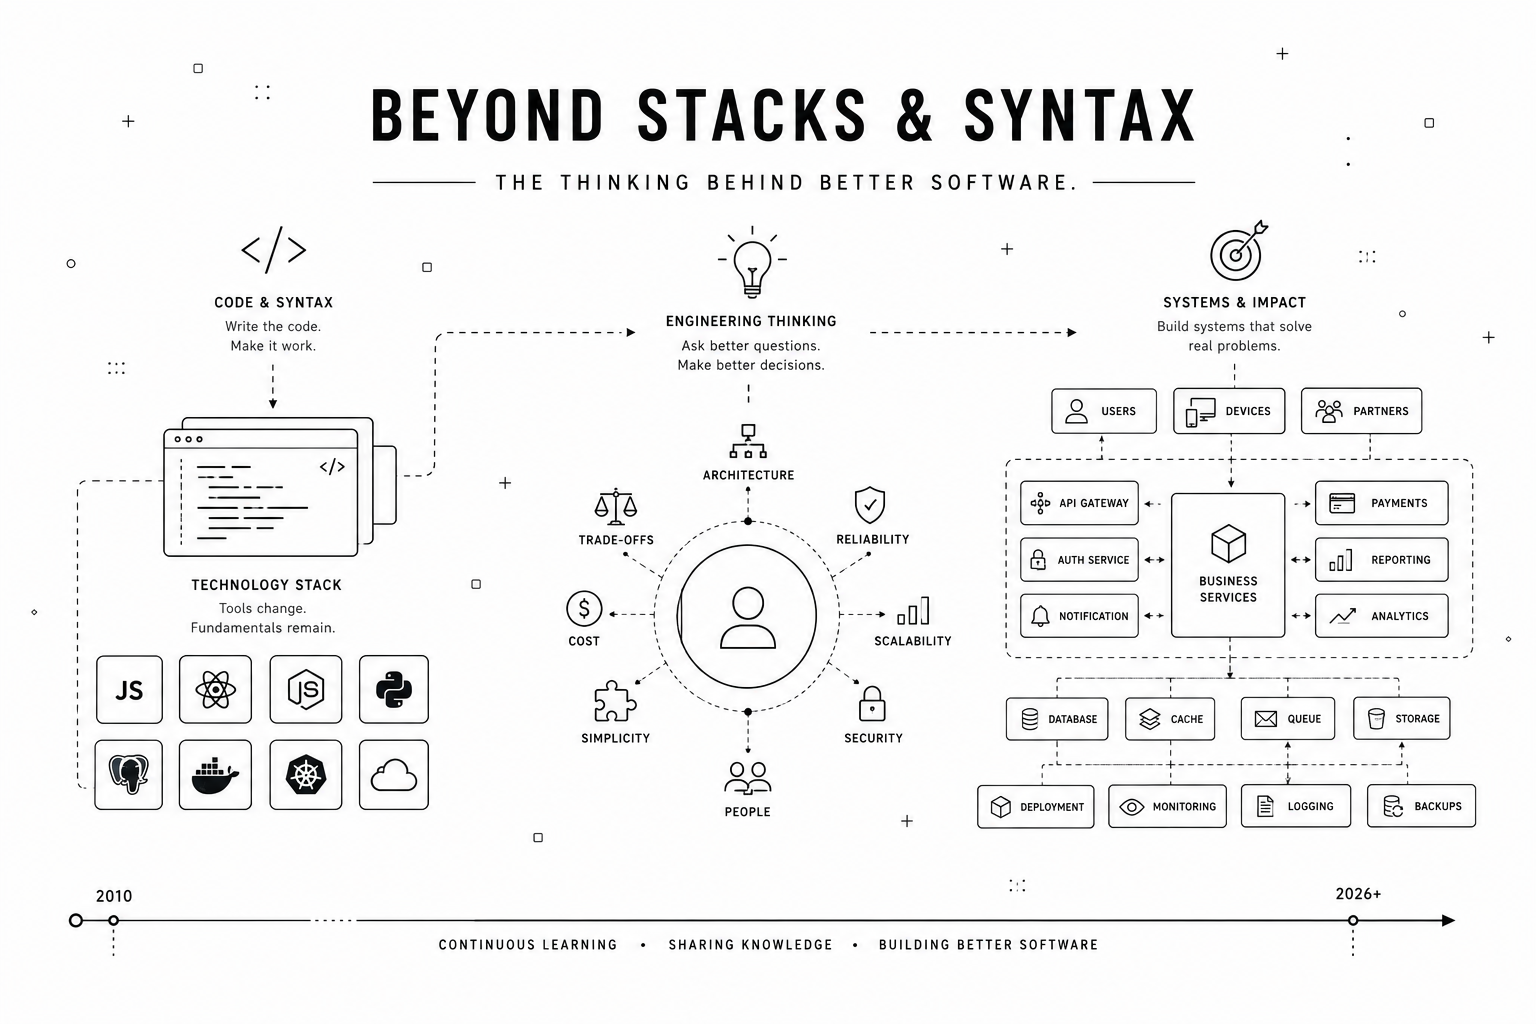 BEYOND STACKS & SYNTAX
THE THINKING BEHIND BETTER SOFTWARE.
</>
CODE & SYNTAX
Write the code.
Make it work.
</>
TECHNOLOGY STACK
Tools change.
Fundamentals remain.
JS
JS
ENGINEERING THINKING
Ask better questions.
Make better decisions.
ARCHITECTURE
TRADE-OFFS
RELIABILITY
$
COST
SCALABILITY
SIMPLICITY
SECURITY
PEOPLE
SYSTEMS & IMPACT
Build systems that solve
real problems.
USERS
DEVICES
PARTNERS
API GATEWAY
PAYMENTS
AUTH SERVICE
BUSINESS
SERVICES
REPORTING
NOTIFICATION
ANALYTICS
DATABASE
CACHE
QUEUE
STORAGE
DEPLOYMENT
MONITORING
LOGGING
BACKUPS
2010
2026+
CONTINUOUS LEARNING • SHARING KNOWLEDGE • BUILDING BETTER SOFTWARE